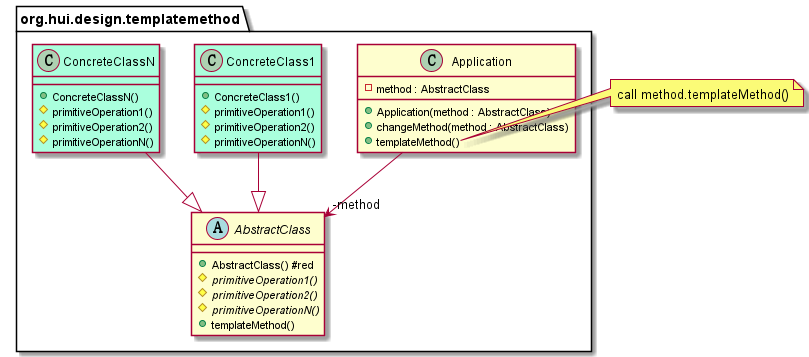 org.hui.design.templatemethod
C ConcreteClassN
ConcreteClassN()
primitiveOperation1()
primitiveOperation2()
primitiveOperationN()
C ConcreteClass1
ConcreteClass1()
primitiveOperation1()
primitiveOperation2()
primitiveOperationN()
C Application
method : AbstractClass
Application(method : AbstractClass)
changeMethod(method : AbstractClass)
templateMethod()
call method.templateMethod()
-method
A AbstractClass
AbstractClass() #red
primitiveOperation1()
primitiveOperation2()
primitiveOperationN()
templateMethod()